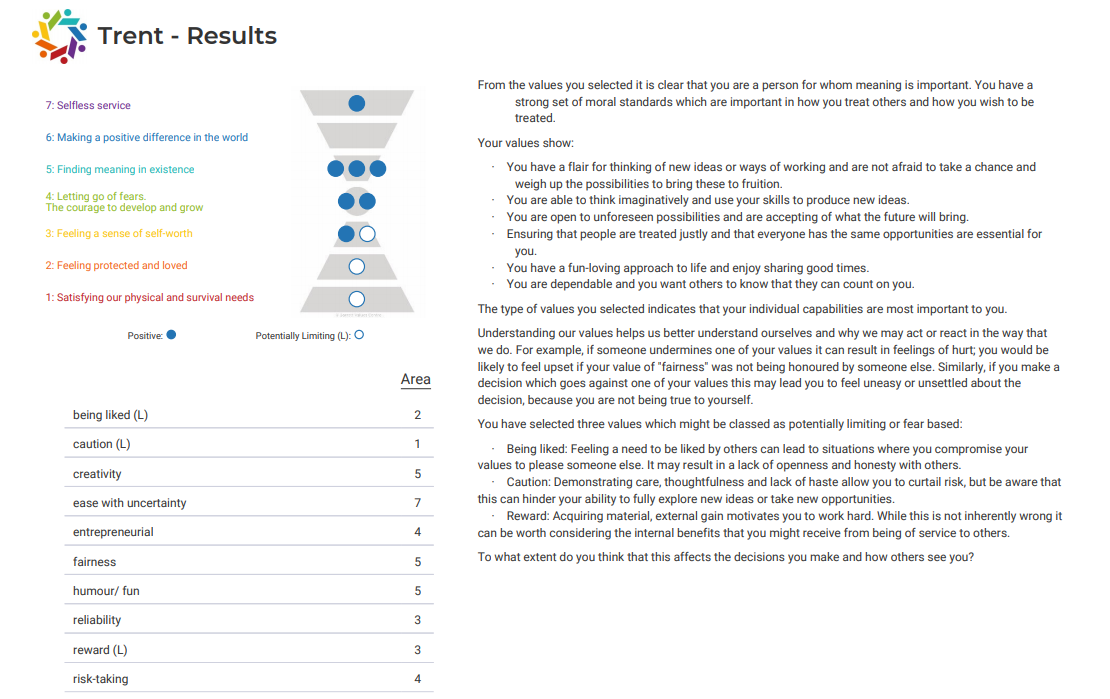 Trent - Results
7: Selfless service
6: Making a positive difference in the world
5: Finding meaning in existence
4: Letting go of fears.
The courage to develop and grow
3: Feeling a sense of self-worth
2: Feeling protected and loved
1: Satisfying our physical and survival needs
Positive:
Potentially Limiting (L):
Area
being liked (L) 2
caution (L) 1
creativity 5
ease with uncertainty 7
entrepreneurial 4
fairness 5
humour/ fun 5
reliability 3
reward (L) 3
risk-taking 4
From the values you selected it is clear that you are a person for whom meaning is important. You have a
strong set of moral standards which are important in how you treat others and how you wish to be
treated.
Your values show:
· You have a flair for thinking of new ideas or ways of working and are not afraid to take a chance and
weigh up the possibilities to bring these to fruition.
· You are able to think imaginatively and use your skills to produce new ideas.
· You are open to unforeseen possibilities and are accepting of what the future will bring.
· Ensuring that people are treated justly and that everyone has the same opportunities are essential for
you.
· You have a fun-loving approach to life and enjoy sharing good times.
· You are dependable and you want others to know that they can count on you.
The type of values you selected indicates that your individual capabilities are most important to you.
Understanding our values helps us better understand ourselves and why we may act or react in the way that
we do. For example, if someone undermines one of your values it can result in feelings of hurt; you would be
likely to feel upset if your value of "fairness" was not being honoured by someone else. Similarly, if you make a
decision which goes against one of your values this may lead you to feel uneasy or unsettled about the
decision, because you are not being true to yourself.
You have selected three values which might be classed as potentially limiting or fear based:
· Being liked: Feeling a need to be liked by others can lead to situations where you compromise your
values to please someone else. It may result in a lack of openness and honesty with others.
· Caution: Demonstrating care, thoughtfulness and lack of haste allow you to curtail risk, but be aware that
this can hinder your ability to fully explore new ideas or take new opportunities.
· Reward: Acquiring material, external gain motivates you to work hard. While this is not inherently wrong it
can be worth considering the internal benefits that you might receive from being of service to others.
To what extent do you think that this affects the decisions you make and how others see you?